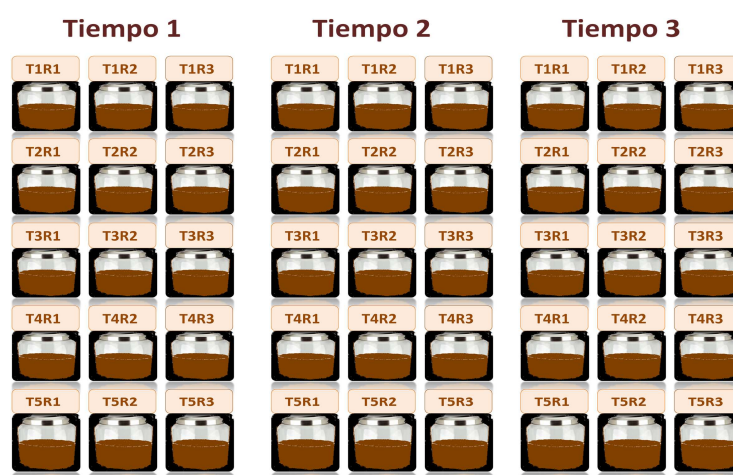 Tiempo 1 Tiempo 2 Tiempo 3
T1R1 T1R2 T1R3 T1R1 T1R2 T1R3 T1R1 T1R2 T1R3
T2R1 T2R2 T2R3 T2R1 T2R2 T2R3 T2R1 T2R2 T2R3
T3R1 T3R2 T3R3 T3R1 T3R2 T3R3 T3R1 T3R2 T3R3
T4R1 T4R2 T4R3 T4R1 T4R2 T4R3 T4R1 T4R2 T4R3
T5R1 T5R2 T5R3 T5R1 T5R2 T5R3 T5R1 T5R2 T5R3